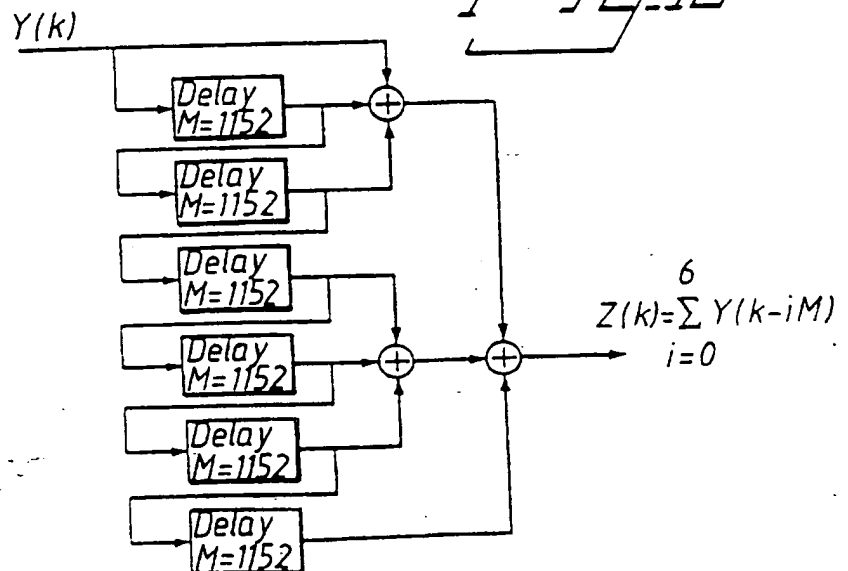 Y(k)
Delay
M=1152
Delay
M=1152
Delay
M=1152
Delay
M=1152
Delay
M=1152
Delay
M=1152
6
Z(k)=Σ Y(k-iM)
i=0